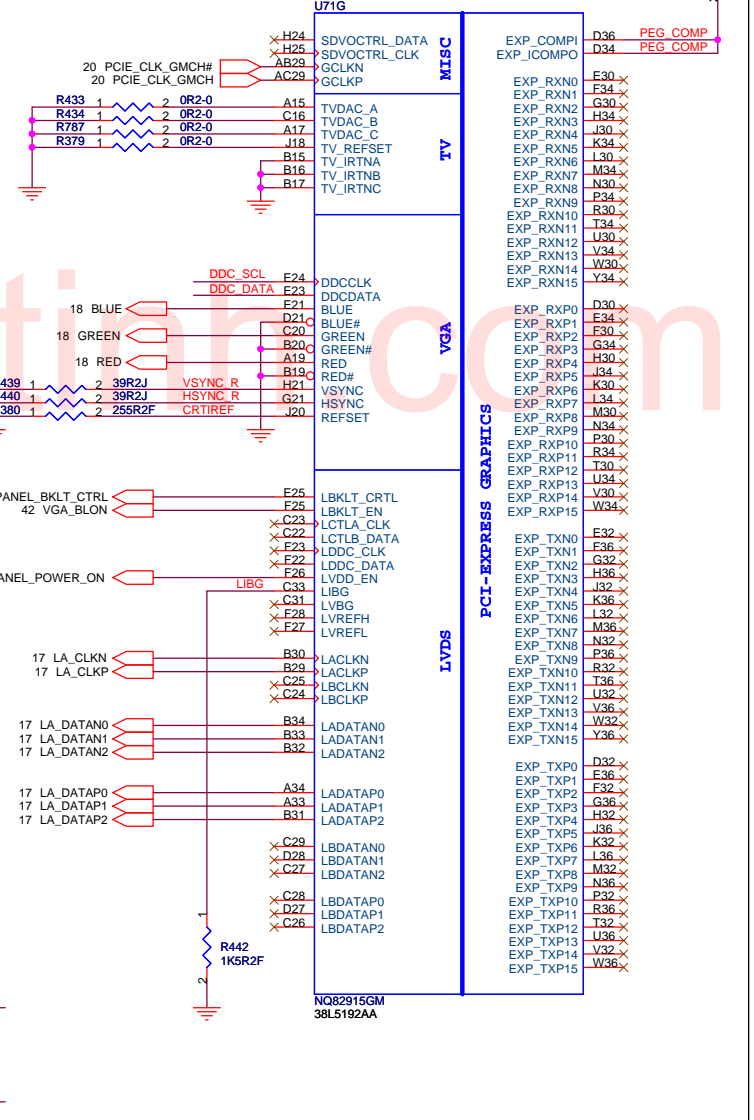 U71G
H24 SDVOCTRL_DATA
H25 SDVOCTRL_CLK
20 PCIE_CLK_GMCH# AB29 GCLKN
20 PCIE_CLK_GMCH AC29 GCLKP
MISC
R433 1 2 0R2-0 A15 TVDAC_A
R434 1 2 0R2-0 C16 TVDAC_B
R787 1 2 0R2-0 A17 TVDAC_C
R379 1 2 0R2-0 J18 TV_REFSET
B15 TV_IRTNA
B16 TV_IRTNB
B17 TV_IRTNC
TV
DDC_SCL E24 DDCCLK
DDC_DATA E23 DDCDATA
18 BLUE E21 BLUE
D21 BLUE#
18 GREEN C20 GREEN
B20 GREEN#
18 RED A19 RED
B19 RED#
439 1 2 39R2J VSYNC_R H21 VSYNC
440 1 2 39R2J HSYNC_R G21 HSYNC
380 1 2 255R2F CRTIREF J20 REFSET
VGA
PANEL_BKLT_CTRL E25 LBKLT_CRTL
42 VGA_BLON F25 LBKLT_EN
C23 LCTLA_CLK
C22 LCTLB_DATA
F23 LDDC_CLK
F22 LDDC_DATA
ANEL_POWER_ON F26 LVDD_EN
LIBG C33 LIBG
C31 LVBG
F28 LVREFH
F27 LVREFL
17 LA_CLKN B30 LACLKN
17 LA_CLKP B29 LACLKP
C25 LBCLKN
C24 LBCLKP
17 LA_DATAN0 B34 LADATAN0
17 LA_DATAN1 B33 LADATAN1
17 LA_DATAN2 B32 LADATAN2
17 LA_DATAP0 A34 LADATAP0
17 LA_DATAP1 A33 LADATAP1
17 LA_DATAP2 B31 LADATAP2
C29 LBDATAN0
D28 LBDATAN1
C27 LBDATAN2
C28 LBDATAP0
D27 LBDATAP1
C26 LBDATAP2
LVDS
1
R442
1K5R2F
2
PCI-EXPRESS GRAPHICS
EXP_COMPI D36 PEG_COMP
EXP_ICOMPO D34 PEG_COMP
EXP_RXN0 E30
EXP_RXN1 F34
EXP_RXN2 G30
EXP_RXN3 H34
EXP_RXN4 J30
EXP_RXN5 K34
EXP_RXN6 L30
EXP_RXN7 M34
EXP_RXN8 N30
EXP_RXN9 P34
EXP_RXN10 R30
EXP_RXN11 T34
EXP_RXN12 U30
EXP_RXN13 V34
EXP_RXN14 W30
EXP_RXN15 Y34
EXP_RXP0 D30
EXP_RXP1 E34
EXP_RXP2 F30
EXP_RXP3 G34
EXP_RXP4 H30
EXP_RXP5 J34
EXP_RXP6 K30
EXP_RXP7 L34
EXP_RXP8 M30
EXP_RXP9 N34
EXP_RXP10 P30
EXP_RXP11 R34
EXP_RXP12 T30
EXP_RXP13 U34
EXP_RXP14 V30
EXP_RXP15 W34
EXP_TXN0 E32
EXP_TXN1 F36
EXP_TXN2 G32
EXP_TXN3 H36
EXP_TXN4 J32
EXP_TXN5 K36
EXP_TXN6 L32
EXP_TXN7 M36
EXP_TXN8 N32
EXP_TXN9 P36
EXP_TXN10 R32
EXP_TXN11 T36
EXP_TXN12 U32
EXP_TXN13 V36
EXP_TXN14 W32
EXP_TXN15 Y36
EXP_TXP0 D32
EXP_TXP1 E36
EXP_TXP2 F32
EXP_TXP3 G36
EXP_TXP4 H32
EXP_TXP5 J36
EXP_TXP6 K32
EXP_TXP7 L36
EXP_TXP8 M32
EXP_TXP9 N36
EXP_TXP10 P32
EXP_TXP11 R36
EXP_TXP12 T32
EXP_TXP13 U36
EXP_TXP14 V32
EXP_TXP15 W36
NQ82915GM
38L5192AA
tinh.com